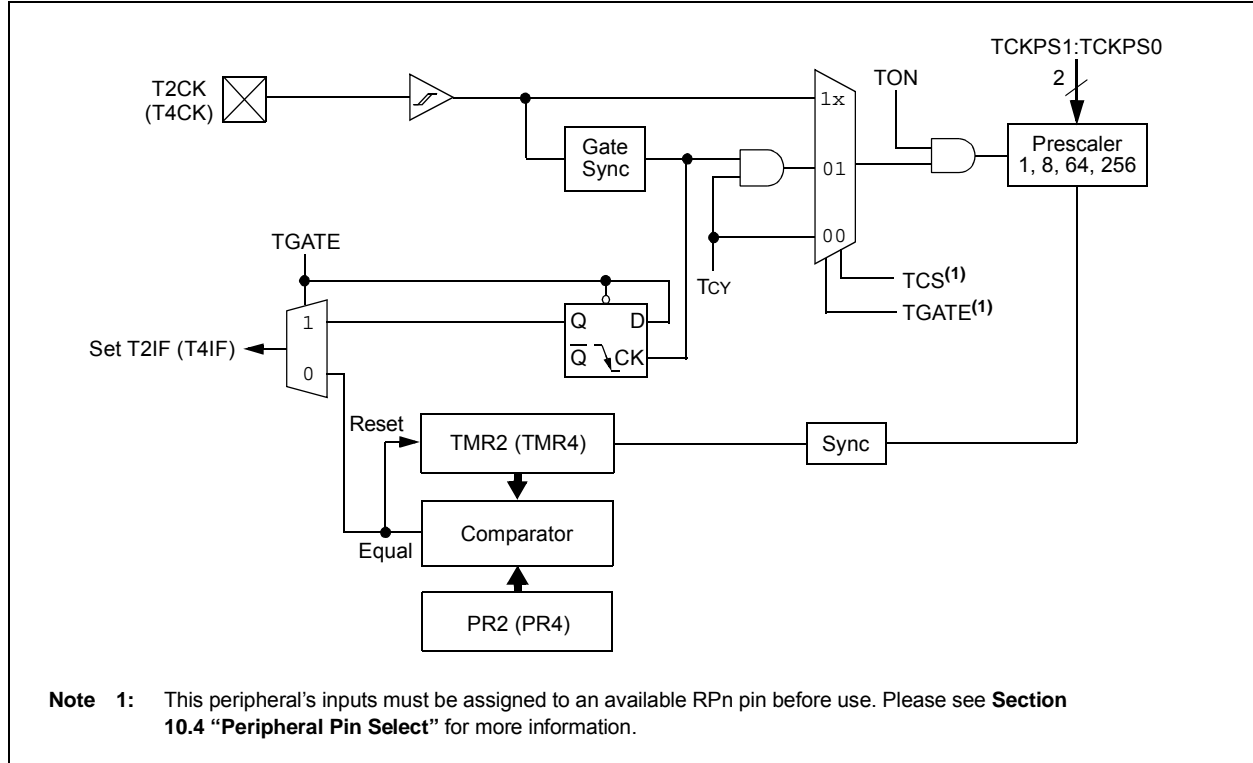 TCKPS1:TCKPS0
2
TON
T2CK
(T4CK)
1x
Gate
Sync
01
Prescaler
1, 8, 64, 256
00
TGATE
TCY
TCS(1)
TGATE(1)
1
Q D
Set T2IF (T4IF)
Q CK
0
Reset
TMR2 (TMR4)
Sync
Equal
Comparator
PR2 (PR4)
Note 1: This peripheral’s inputs must be assigned to an available RPn pin before use. Please see Section
10.4 “Peripheral Pin Select” for more information.